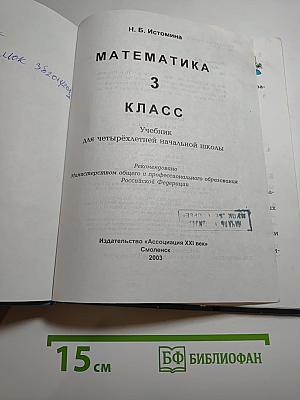 Н. Б. Истомина
МАТЕМАТИКА
3
КЛАСС
Учебник
для четырёхлетней начальной школы
Рекомендовано
Министерством общего и профессионального образования
Российской Федерации
Издательство «Ассоциация XXI век»
Смоленск
2003
15 см
БФ БИБЛИОФАН